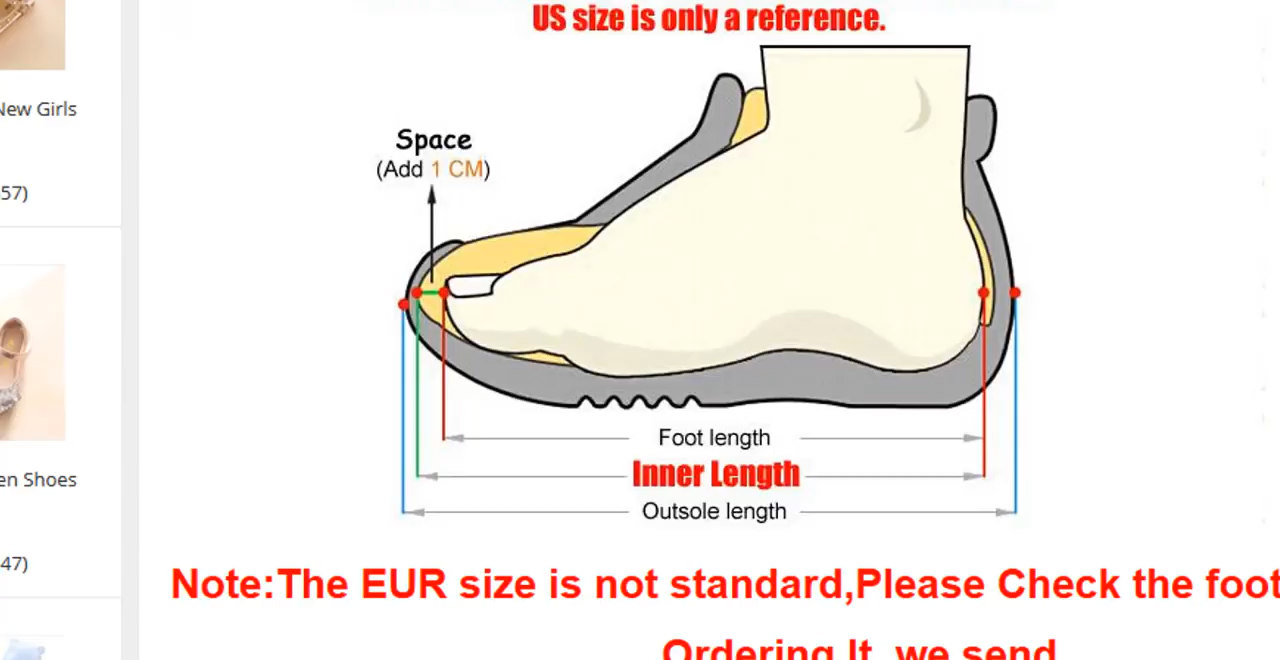 US size is only a reference.
New Girls
Space
(Add 1 CM)
57)
Foot length
Inner Length
en Shoes
Outsole length
47)
Note:The EUR size is not standard,Please Check the foot
Ordering It, we send